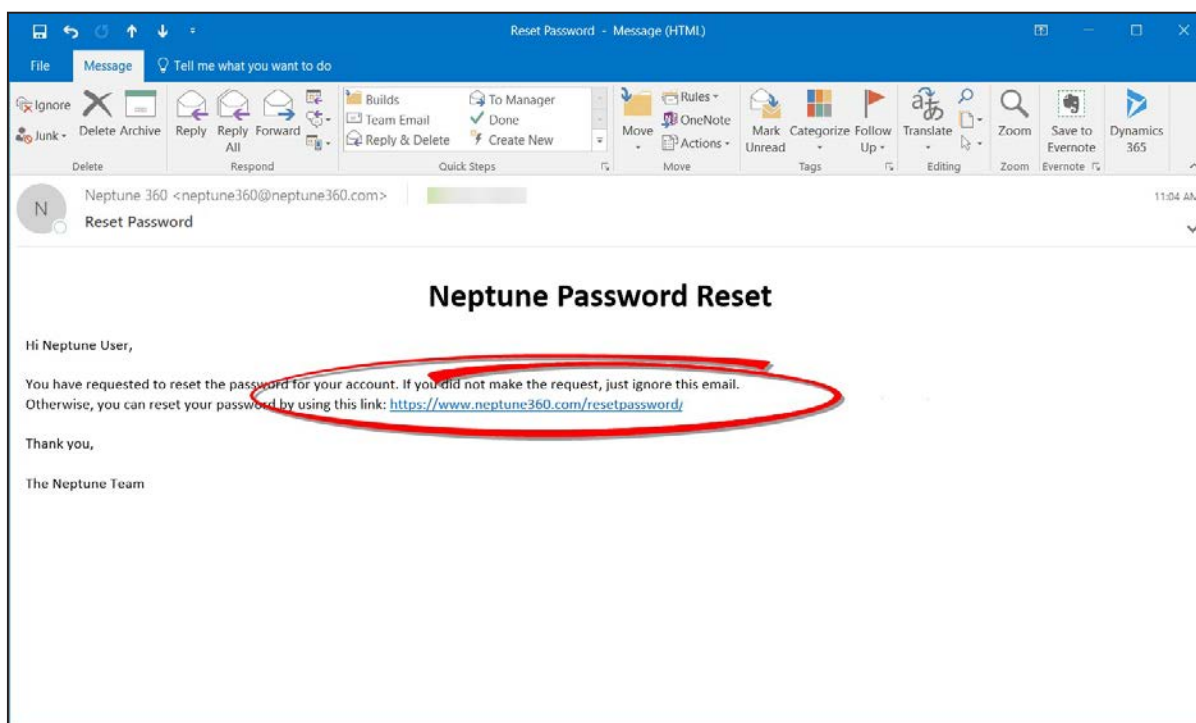 Reset Password - Message (HTML)
File Message Tell me what you want to do
Ignore
Junk
Delete
Archive
Delete
Reply
Reply All
Forward
Respond
Builds
Team Email
Reply & Delete
To Manager
Done
Create New
Quick Steps
Move
Rules
OneNote
Actions
Move
Mark Unread
Categorize
Follow Up
Tags
Translate
Editing
Zoom
Zoom
Save to Evernote
Evernote
Dynamics 365
N
Neptune 360 <neptune360@neptune360.com>
11:04 AM
Reset Password
Neptune Password Reset
Hi Neptune User,
You have requested to reset the password for your account. If you did not make the request, just ignore this email.
Otherwise, you can reset your password by using this link: https://www.neptune360.com/resetpassword/
Thank you,
The Neptune Team